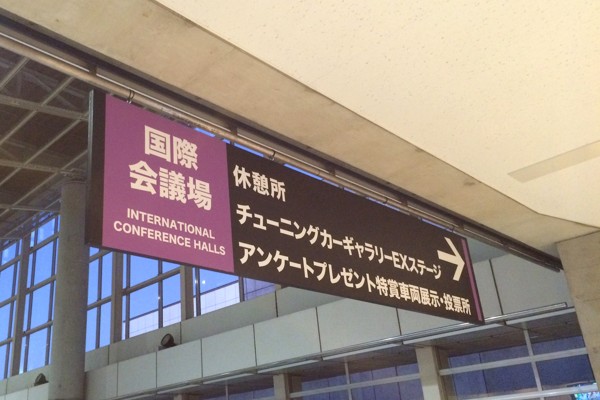 国際
会議場
INTERNATIONAL
CONFERENCE HALLS
休憩所
チューニングカーギャラリーEXステージ
アンケートプレゼント特賞車両展示・投票所